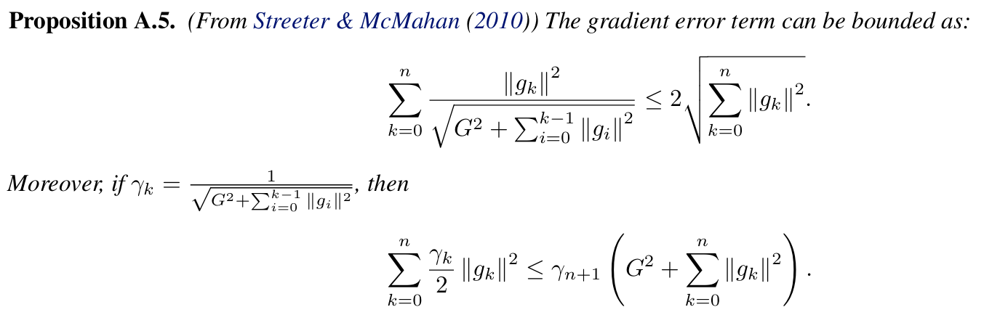 Proposition A.5. (From Streeter & McMahan (2010)) The gradient error term can be bounded as:
$$\sum_{k=0}^{n} \frac{\|g_k\|^2}{\sqrt{G^2 + \sum_{i=0}^{k-1} \|g_i\|^2}} \leq 2\sqrt{\sum_{k=0}^{n} \|g_k\|^2}.$$
Moreover, if $\gamma_k = \frac{1}{\sqrt{G^2 + \sum_{i=0}^{k-1} \|g_i\|^2}}$, then
$$\sum_{k=0}^{n} \frac{\gamma_k}{2} \|g_k\|^2 \leq \gamma_{n+1} \left( G^2 + \sum_{k=0}^{n} \|g_k\|^2 \right).$$